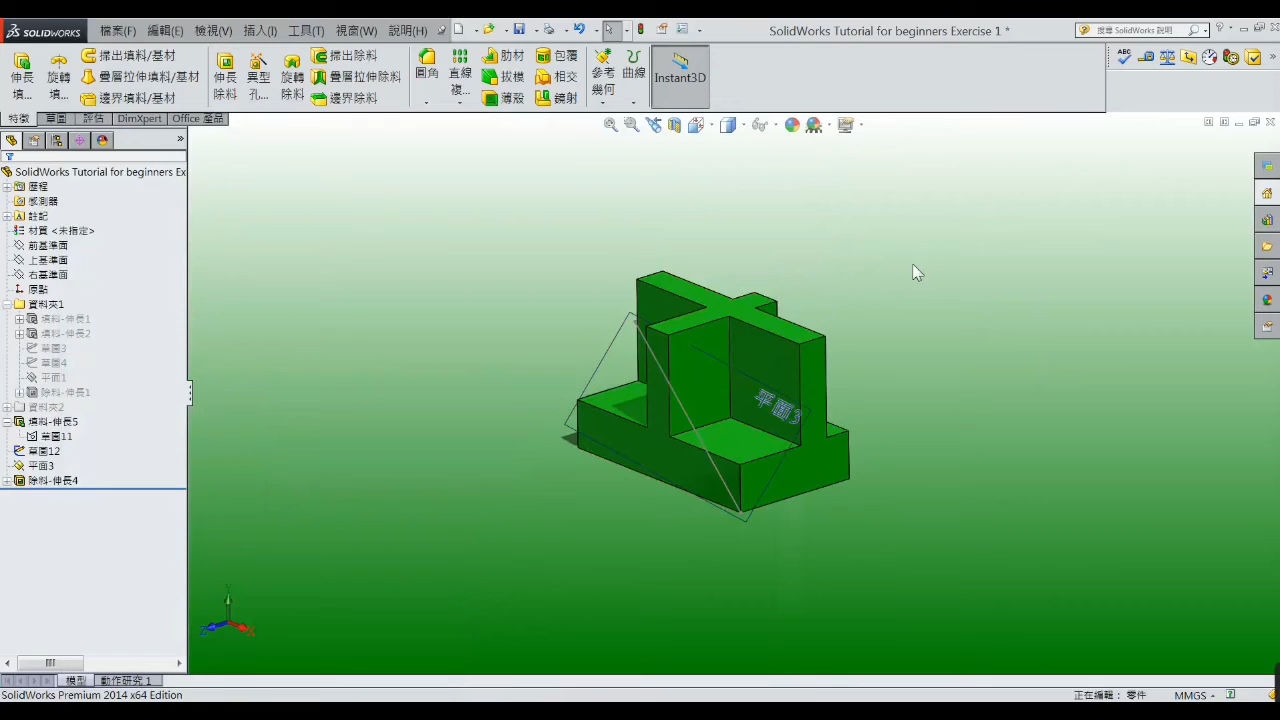 SOLIDWORKS 檔案(F) 編輯(E) 檢視(V) 插入(I) 工具(T) 視窗(W) 說明(H) SolidWorks Tutorial for beginners Exercise 1 * 搜尋 SolidWorks 說明
伸長填... 旋轉填... 掃出填料/基材 疊層拉伸填料/基材 邊界填料/基材 伸長除料 異型孔... 旋轉除料 掃出除料 疊層拉伸除料 邊界除料 圓角 直線複... 肋材 拔模 薄殼 包覆 相交 鏡射 參考幾何 曲線 Instant3D
特徵 草圖 評估 DimXpert Office 產品
SolidWorks Tutorial for beginners Ex
歷程
感測器
註記
材質 <未指定>
前基準面
上基準面
右基準面
原點
資料夾1
填料-伸長1
填料-伸長2
草圖3
草圖4
平面1
除料-伸長1
資料夾2
填料-伸長5
草圖11
草圖12
平面3
除料-伸長4
平面3
Y
Z X
模型 動作研究 1
SolidWorks Premium 2014 x64 Edition 正在編輯： 零件 MMGS